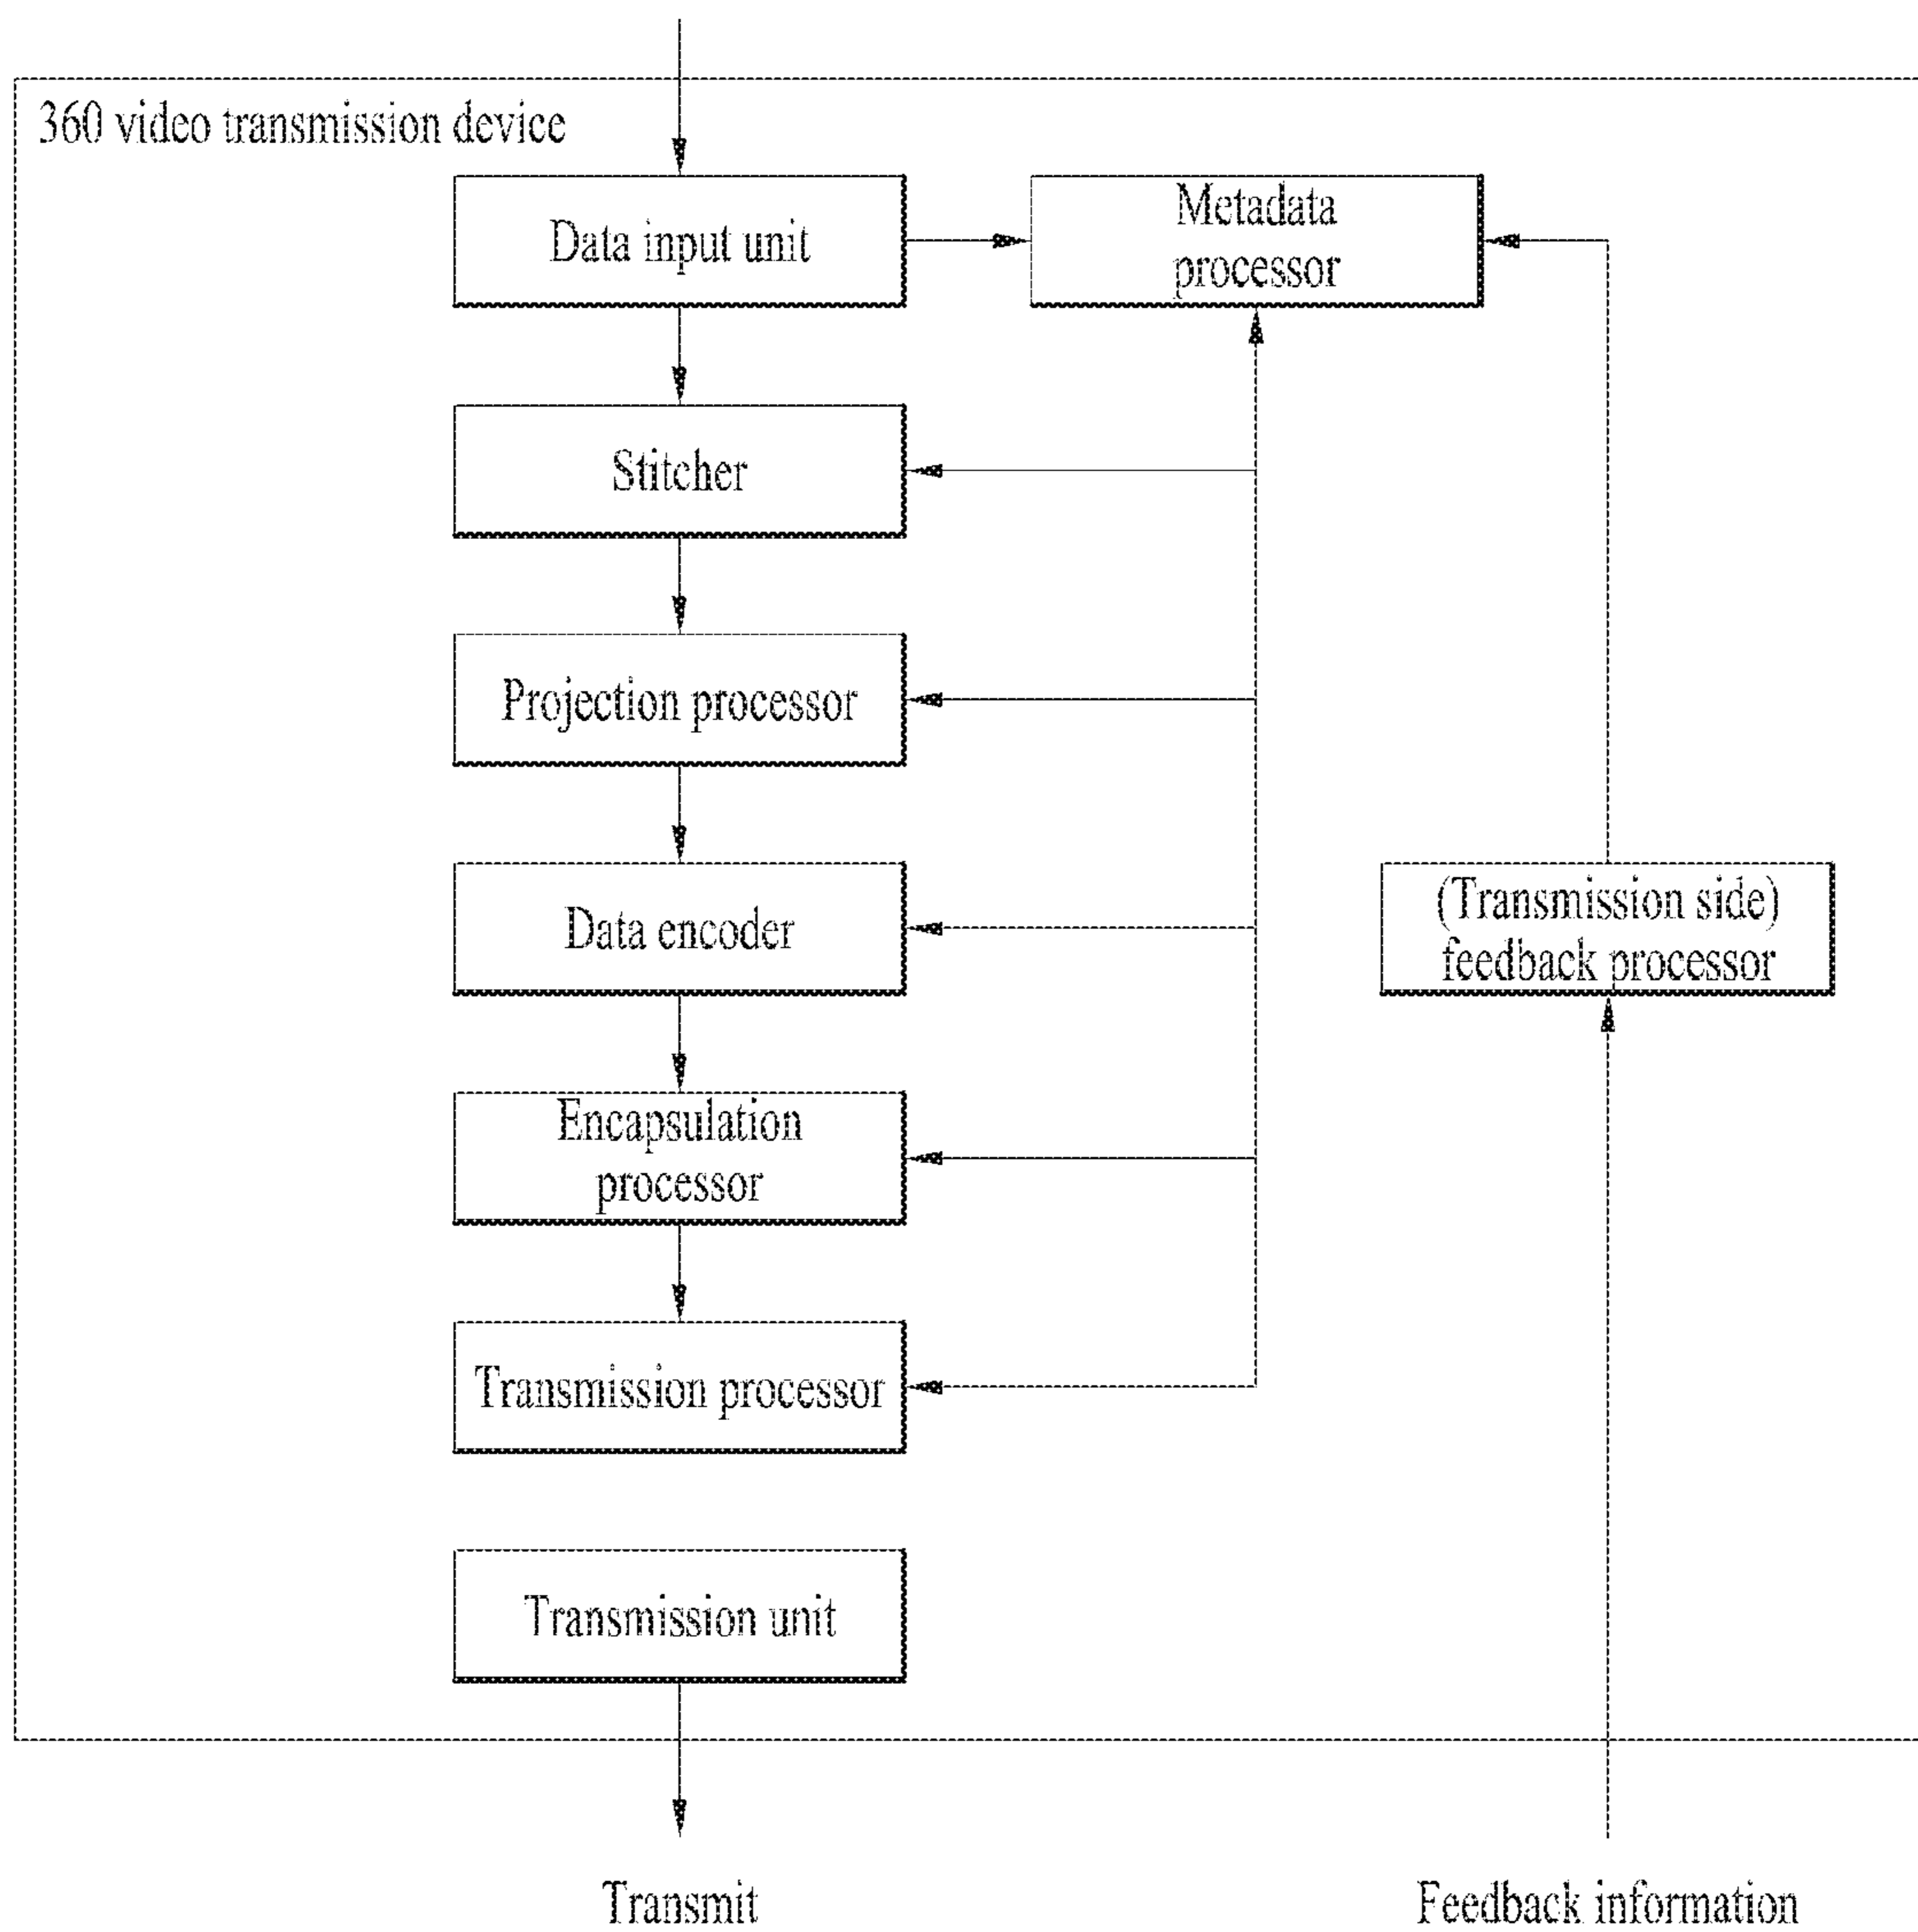 360 video transmission device
Data input unit
Metadata
processor
Stitcher
Projection processor
Data encoder
(Transmission side)
feedback processor
Encapsulation
processor
Transmission processor
Transmission unit
Transmit
Feedback information